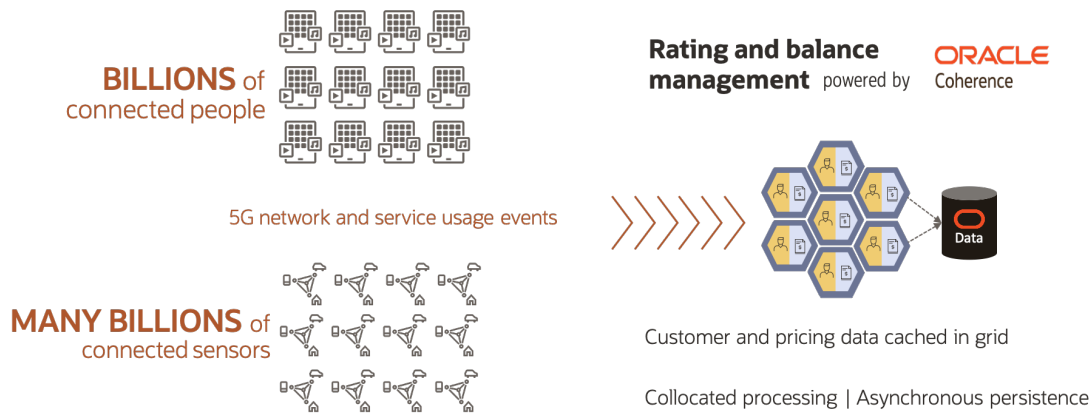 BILLIONS of
connected people
5G network and service usage events
MANY BILLIONS of
connected sensors
Rating and balance
management powered by
ORACLE
Coherence
Data
Customer and pricing data cached in grid
Collocated processing | Asynchronous persistence